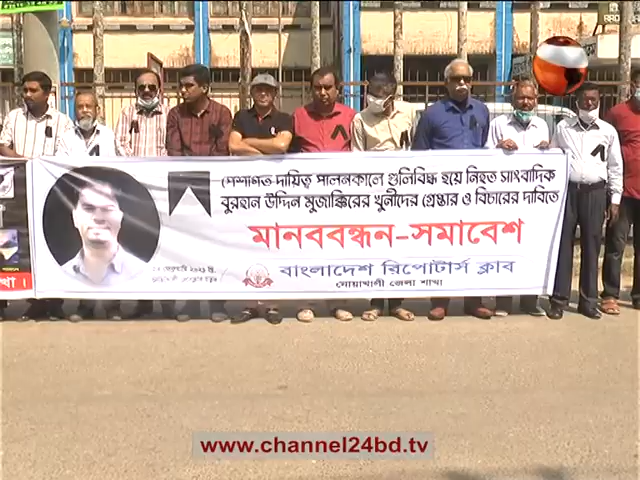 পেশাগত দায়িত্ব পালনকালে গুলিবিদ্ধ হয়ে নিহত সাংবাদিক
বুরহান উদ্দিন মুজাক্কিরের খুনীদের গ্রেপ্তার ও বিচারের দাবিতে
মানববন্ধন-সমাবেশ
বাংলাদেশ রিপোর্টার্স ক্লাব
নোয়াখালী জেলা শাখা
www.channel24bd.tv